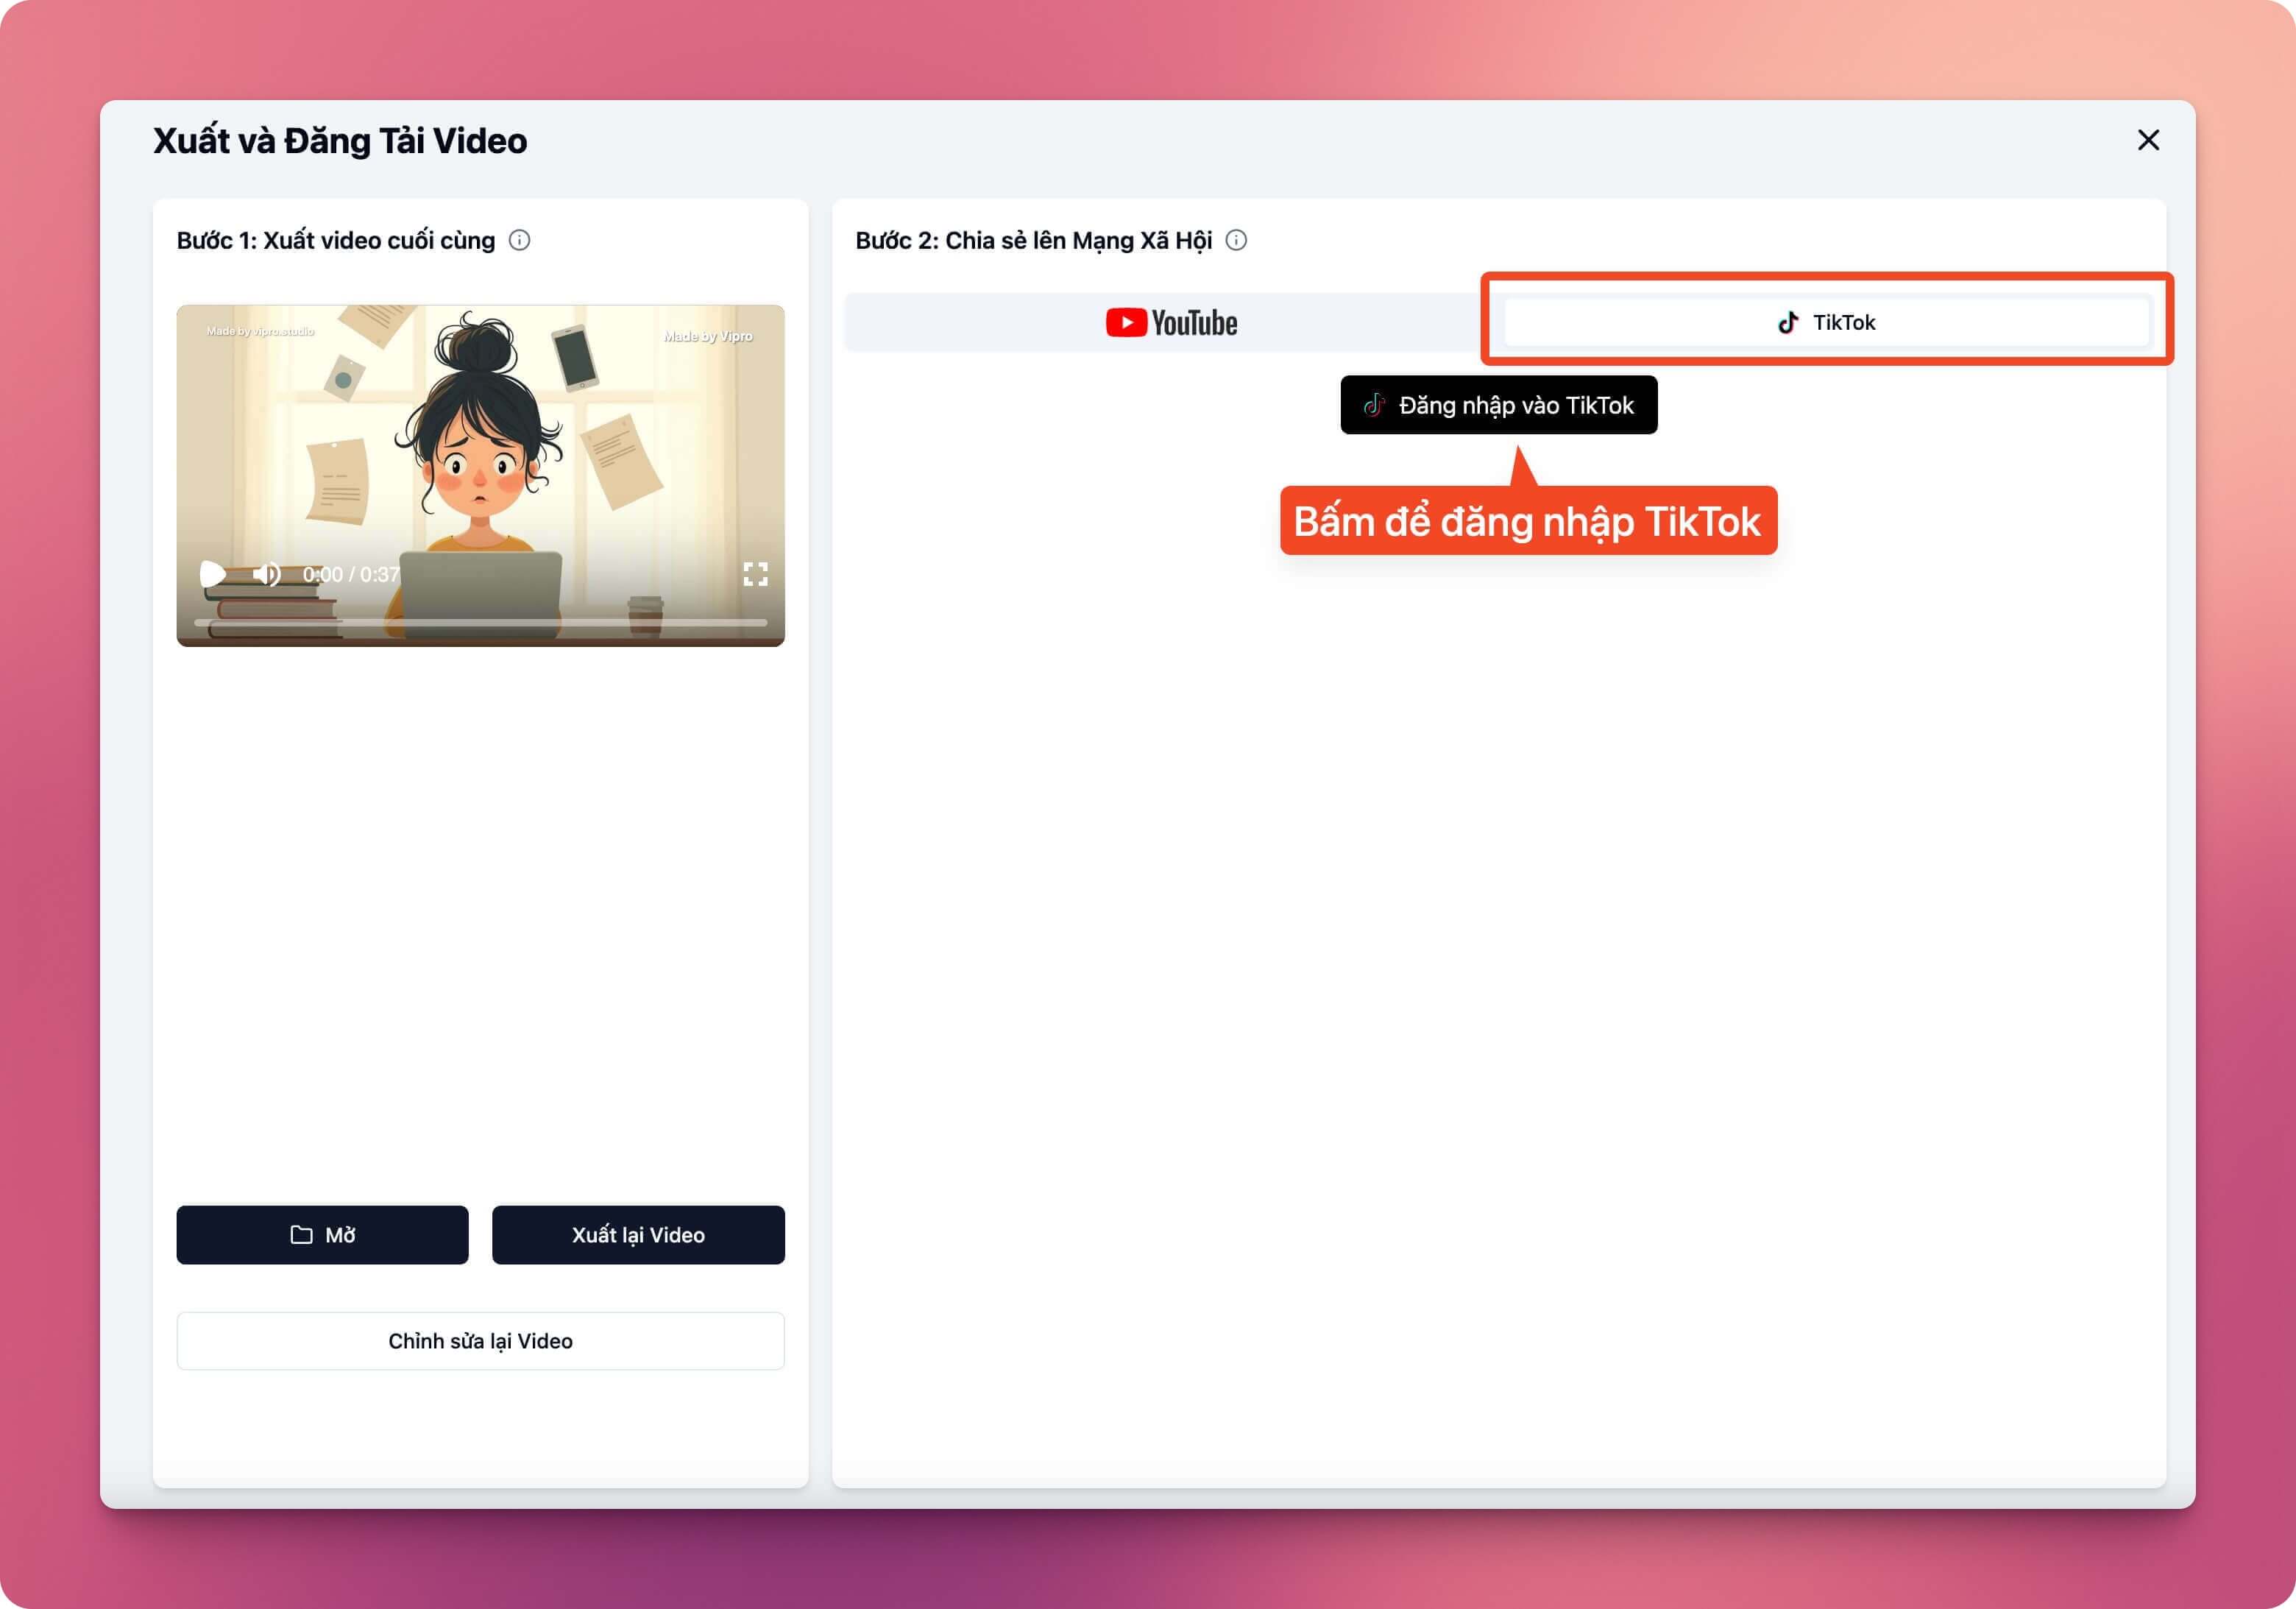 Xuất và Đăng Tải Video
Bước 1: Xuất video cuối cùng
Made by vipro.studio
Made by Vipro
0:00 / 0:37
Mở
Xuất lại Video
Chỉnh sửa lại Video
Bước 2: Chia sẻ lên Mạng Xã Hội
YouTube
TikTok
Đăng nhập vào TikTok
Bấm để đăng nhập TikTok